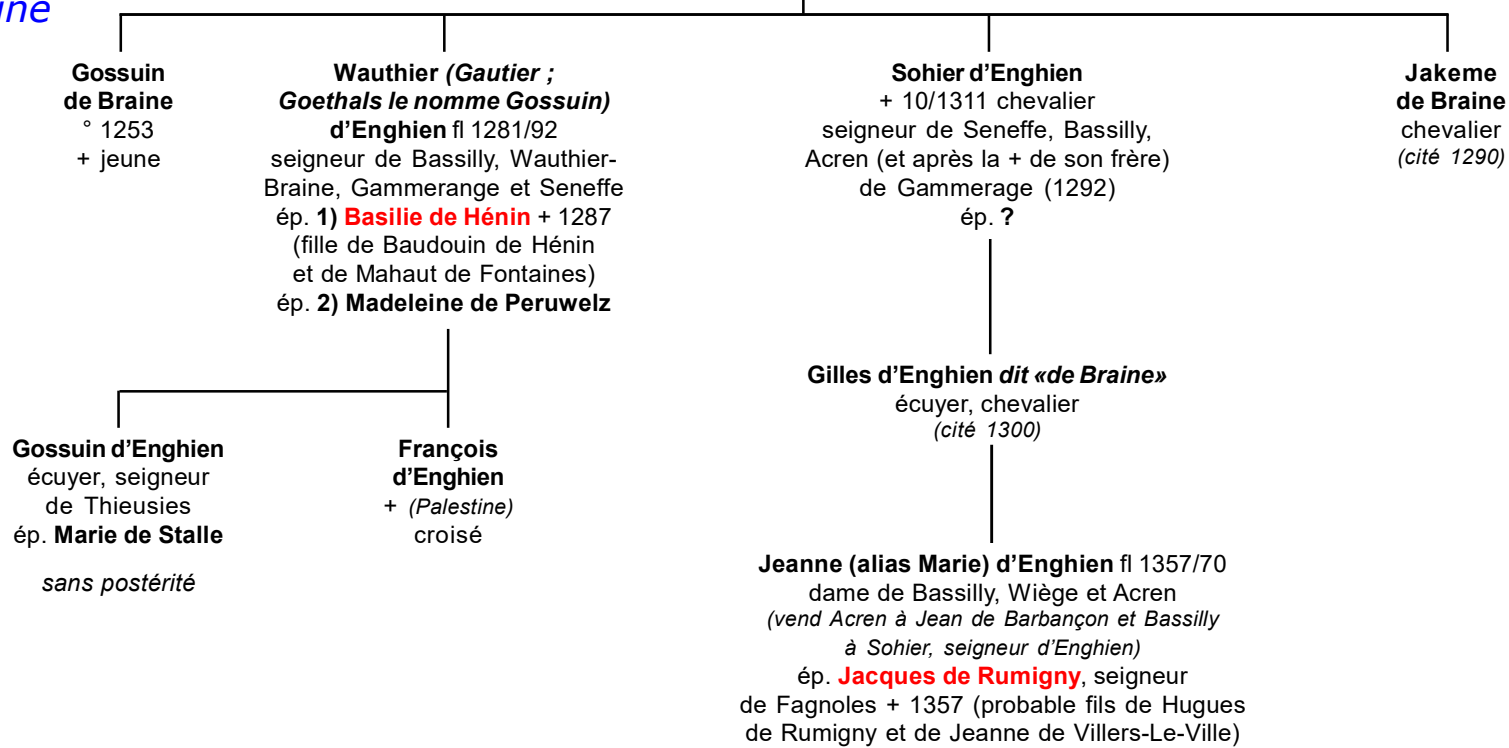 Gossuin
de Braine
° 1253
+ jeune
Wauthier (Gautier ;
Goethals le nomme Gossuin)
d’Enghien fl 1281/92
seigneur de Bassilly, Wauthier-
Braine, Gammerange et Seneffe
ép. 1) Basilie de Hénin + 1287
(fille de Baudouin de Hénin
et de Mahaut de Fontaines)
ép. 2) Madeleine de Peruwelz
Sohier d’Enghien
+ 10/1311 chevalier
seigneur de Seneffe, Bassilly,
Acren (et après la + de son frère)
de Gammerage (1292)
ép. ?
Jakeme
de Braine
chevalier
(cité 1290)
Gossuin d’Enghien
écuyer, seigneur
de Thieusies
ép. Marie de Stalle
sans postérité
François
d’Enghien
+ (Palestine)
croisé
Gilles d’Enghien dit «de Braine»
écuyer, chevalier
(cité 1300)
Jeanne (alias Marie) d’Enghien fl 1357/70
dame de Bassilly, Wiège et Acren
(vend Acren à Jean de Barbançon et Bassilly
à Sohier, seigneur d’Enghien)
ép. Jacques de Rumigny, seigneur
de Fagnoles + 1357 (probable fils de Hugues
de Rumigny et de Jeanne de Villers-Le-Ville)